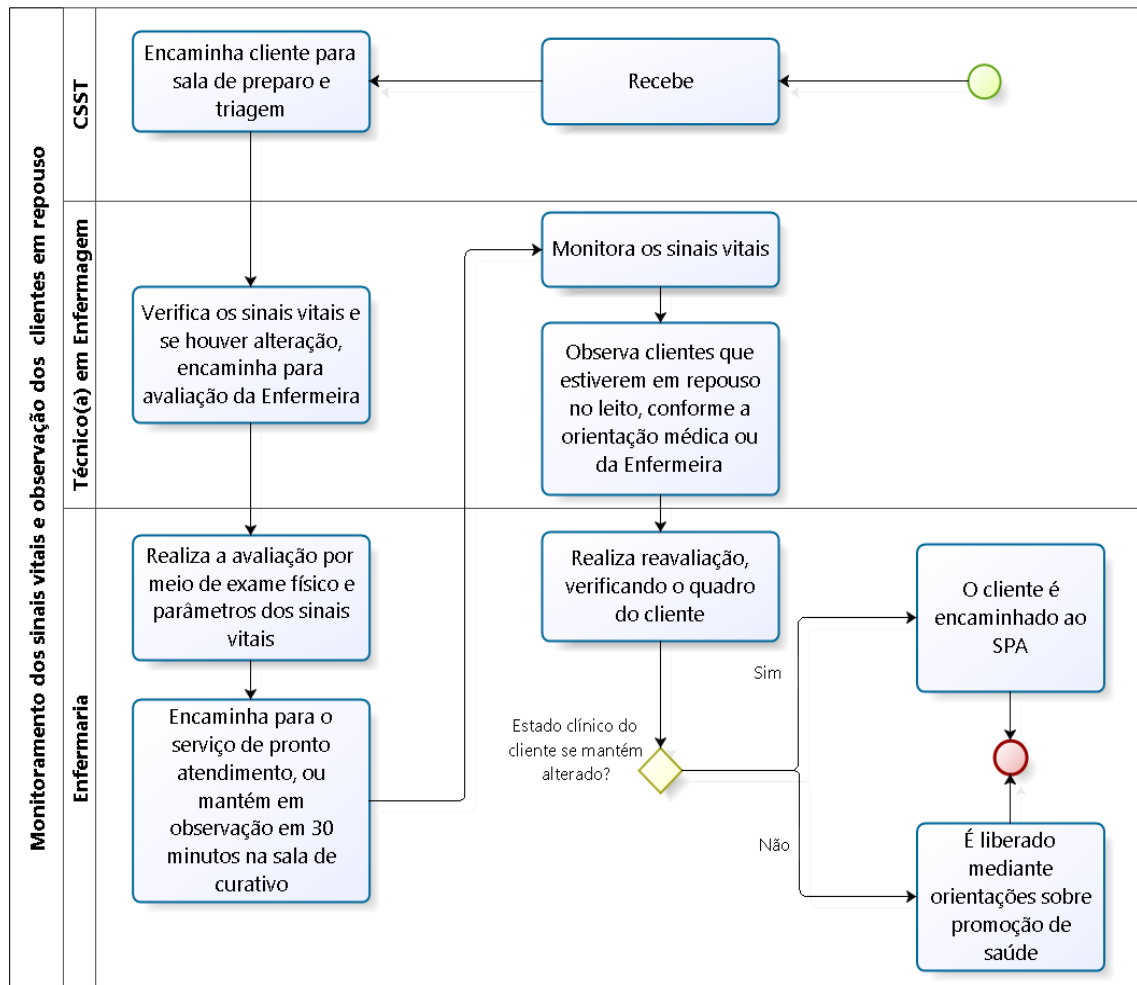 Monitoramento dos sinais vitais e observação dos clientes em repouso
CSST
Encaminha cliente para
sala de preparo e
triagem
Recebe
Técnico(a) em Enfermagem
Verifica os sinais vitais e
se houver alteração,
encaminha para
avaliação da Enfermeira
Monitora os sinais vitais
Observa clientes que
estiverem em repouso
no leito, conforme a
orientação médica ou
da Enfermeira
Enfermaria
Realiza a avaliação por
meio de exame físico e
parâmetros dos sinais
vitais
Encaminha para o
serviço de pronto
atendimento, ou
mantém em
observação em 30
minutos na sala de
curativo
Realiza reavaliação,
verificando o quadro
do cliente
Estado clínico do
cliente se mantém
alterado?
Sim
O cliente é
encaminhado ao
SPA
Não
É liberado
mediante
orientações sobre
promoção de
saúde